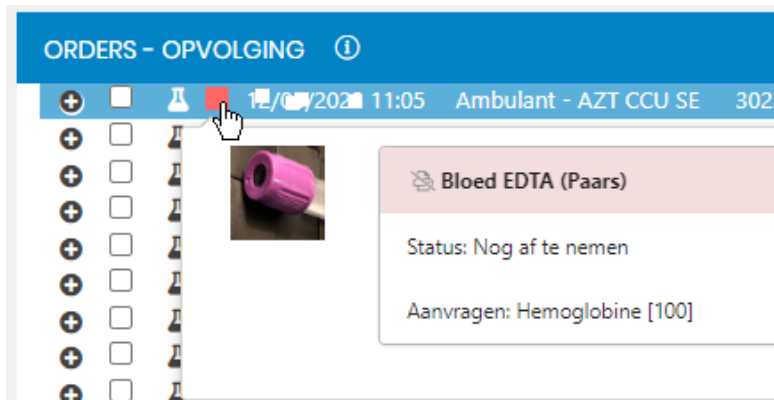 ORDERS - OPVOLGING
11:05 Ambulant - AZT CCU SE 302
Bloed EDTA (Paars)
Status: Nog af te nemen
Aanvragen: Hemoglobine [100]